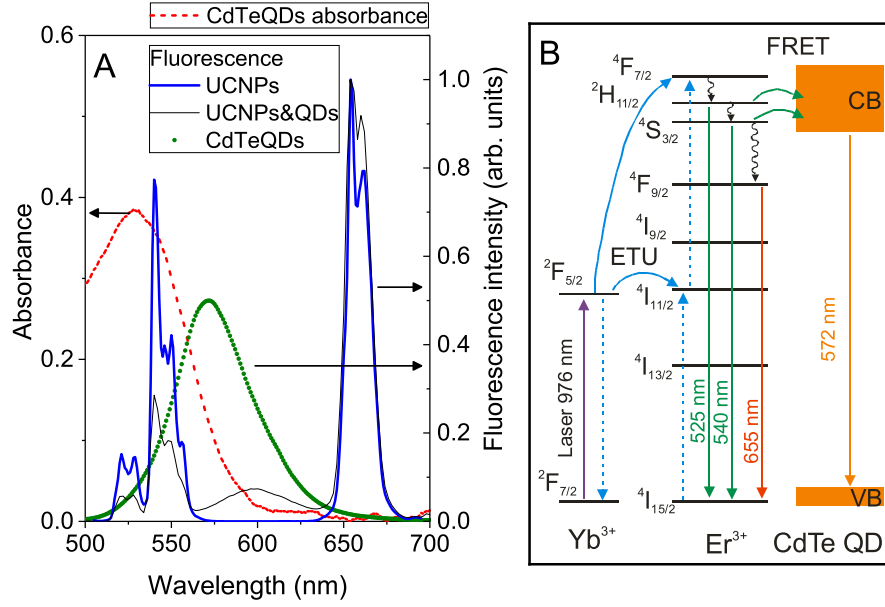 CdTeQDs absorbance
A
Fluorescence
UCNPs
UCNPs&QDs
CdTeQDs
0.6
0.4
0.2
0.0
Absorbance
1.0
0.8
0.6
0.4
0.2
0.0
Fluorescence intensity (arb. units)
500 550 600 650 700
Wavelength (nm)
B
FRET
⁴F₇/₂
²H₁₁/₂
CB
⁴S₃/₂
⁴F₉/₂
⁴I₉/₂
ETU
²F₅/₂
⁴I₁₁/₂
⁴I₁₃/₂
Laser 976 nm
525 nm
540 nm
655 nm
572 nm
²F₇/₂
⁴I₁₅/₂
VB
Yb³⁺ Er³⁺ CdTe QD